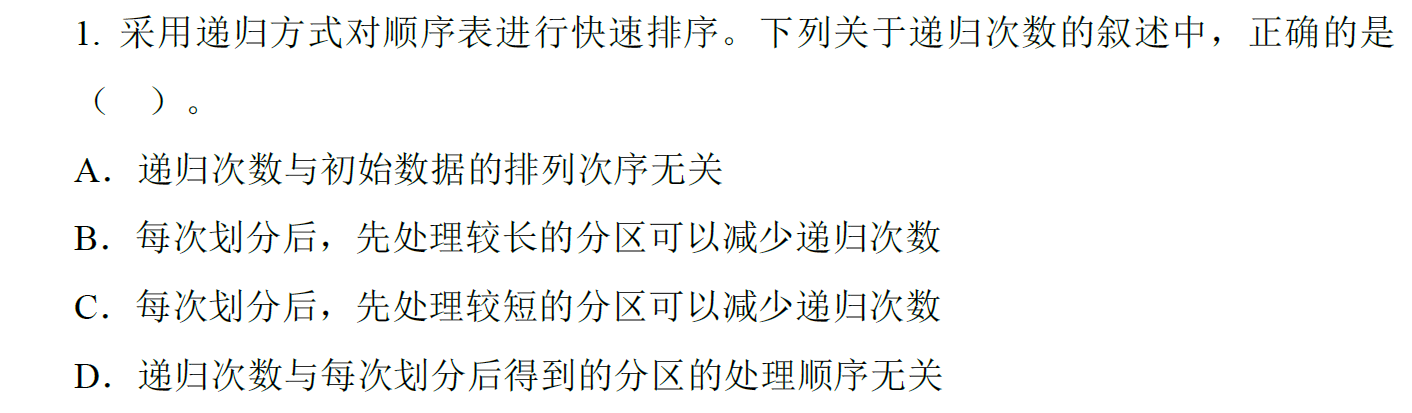 1. 采用递归方式对顺序表进行快速排序。下列关于递归次数的叙述中，正确的是
（ ）。
A．递归次数与初始数据的排列次序无关
B．每次划分后，先处理较长的分区可以减少递归次数
C．每次划分后，先处理较短的分区可以减少递归次数
D．递归次数与每次划分后得到的分区的处理顺序无关